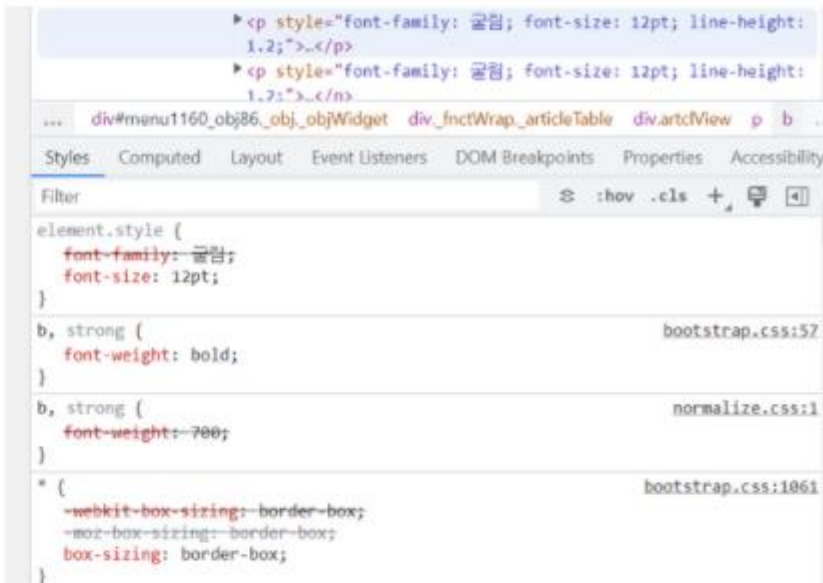 ▶<p style="font-family: 굴림; font-size: 12pt; line-height:
1.2;">…</p>
▶<p style="font-family: 굴림; font-size: 12pt; line-height:
1.2;">…</p>
... div#menu1160_obj86._obj._objWidget div._fnctWrap._articleTable div.artclView p b
Styles Computed Layout Event Listeners DOM Breakpoints Properties Accessibility
Filter :hov .cls +
element.style {
font-family: 굴림;
font-size: 12pt;
}
b, strong { bootstrap.css:57
font-weight: bold;
}
b, strong { normalize.css:1
font-weight: 700;
}
* { bootstrap.css:1061
-webkit-box-sizing: border-box;
-moz-box-sizing: border-box;
box-sizing: border-box;
}